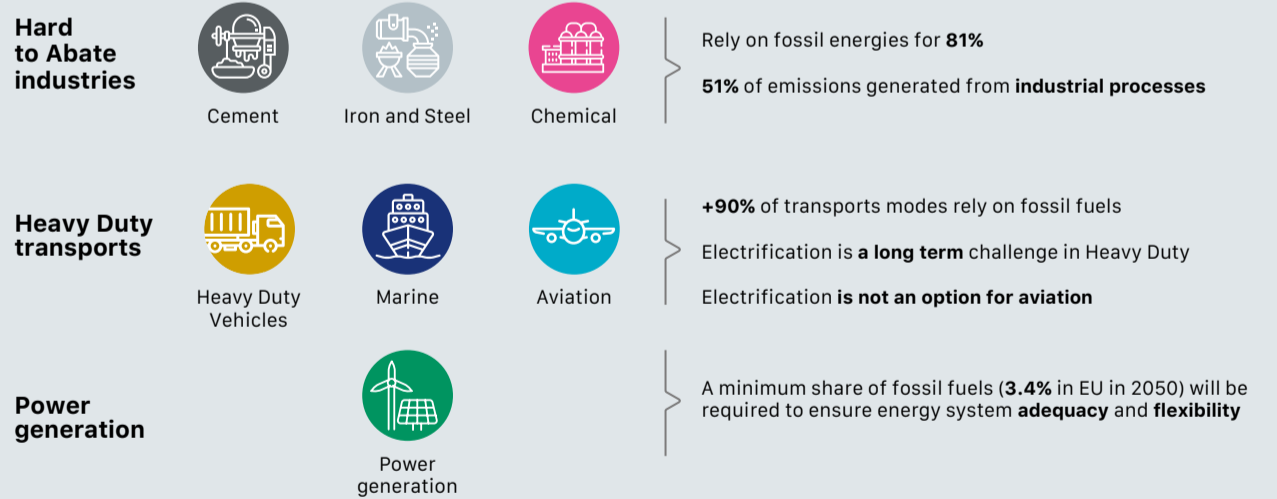 Hard
to Abate
industries
Cement
Iron and Steel
Chemical
Rely on fossil energies for 81%
51% of emissions generated from industrial processes
Heavy Duty
transports
Heavy Duty
Vehicles
Marine
Aviation
+90% of transports modes rely on fossil fuels
Electrification is a long term challenge in Heavy Duty
Electrification is not an option for aviation
Power
generation
Power
generation
A minimum share of fossil fuels (3.4% in EU in 2050) will be
required to ensure energy system adequacy and flexibility